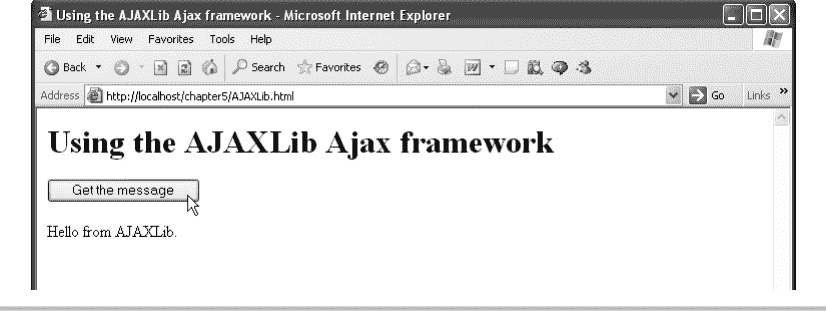 Using the AJAXLib Ajax framework - Microsoft Internet Explorer
File Edit View Favorites Tools Help
Back Search Favorites
Address http://localhost/chapter5/AJAXLib.html Go Links »
Using the AJAXLib Ajax framework
Get the message
Hello from AJAXLib.